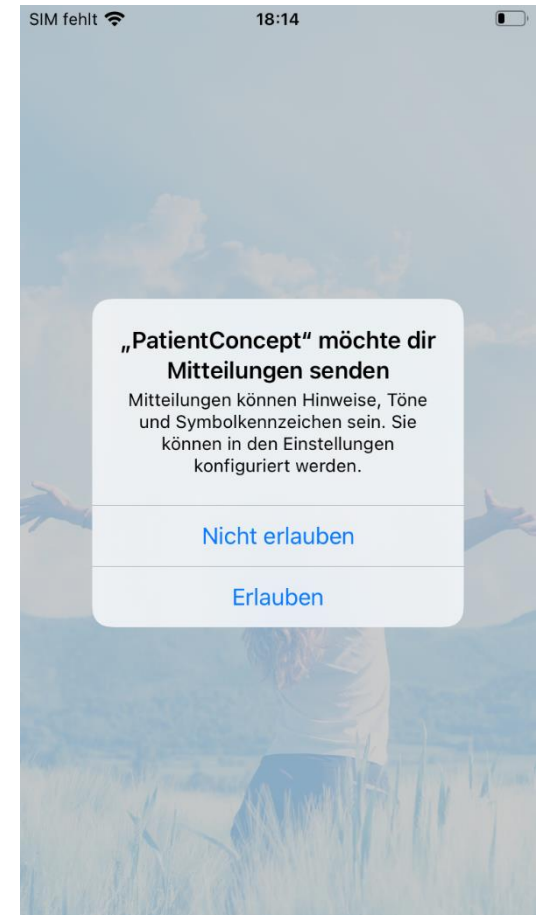 SIM fehlt 18:14
„PatientConcept“ möchte dir
Mitteilungen senden
Mitteilungen können Hinweise, Töne
und Symbolkennzeichen sein. Sie
können in den Einstellungen
konfiguriert werden.
Nicht erlauben
Erlauben